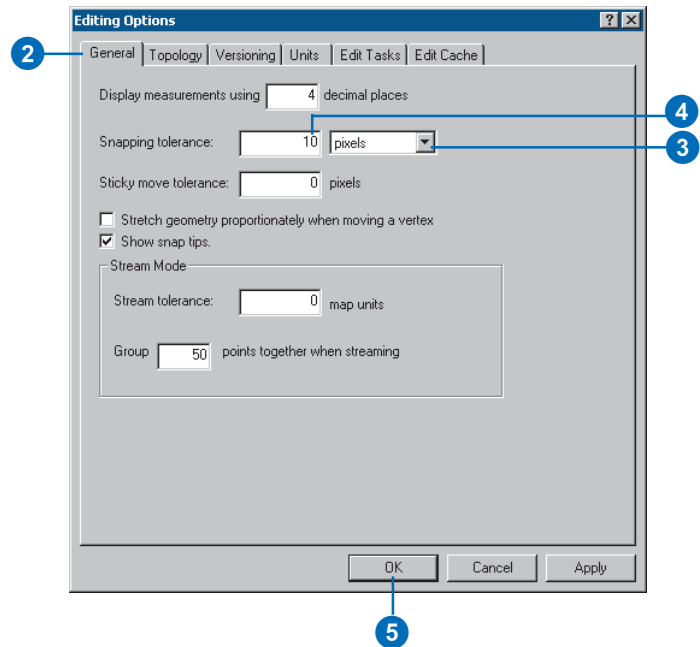 Editing Options
2
General Topology Versioning Units Edit Tasks Edit Cache
Display measurements using 4 decimal places
4
Snapping tolerance: 10 pixels
3
Sticky move tolerance: 0 pixels
Stretch geometry proportionately when moving a vertex
Show snap tips.
Stream Mode
Stream tolerance: 0 map units
Group 50 points together when streaming
OK Cancel Apply
5